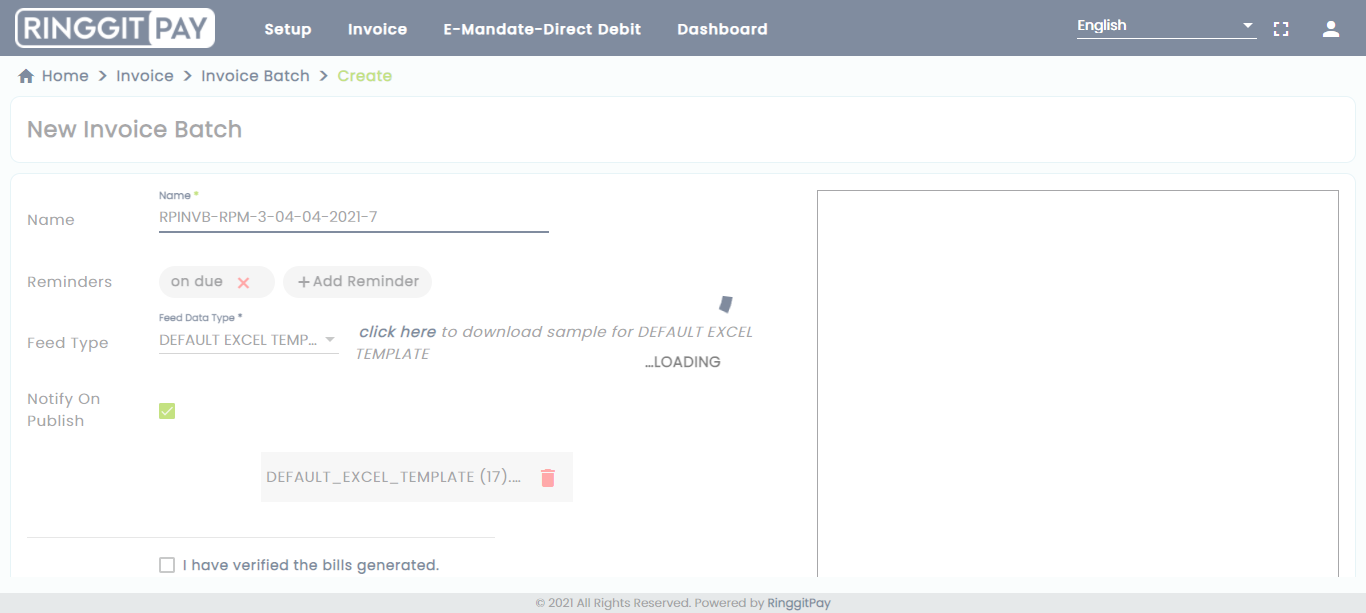 RINGGIT PAY
Setup
Invoice
E-Mandate-Direct Debit
Dashboard
English
Home > Invoice > Invoice Batch > Create
New Invoice Batch
Name *
Name
RPINVB-RPM-3-04-04-2021-7
Reminders
on due
+Add Reminder
Feed Data Type *
Feed Type
DEFAULT EXCEL TEMP...
click here to download sample for DEFAULT EXCEL
TEMPLATE
...LOADING
Notify On
Publish
DEFAULT_EXCEL_TEMPLATE (17)....
I have verified the bills generated.
© 2021 All Rights Reserved. Powered by RinggitPay